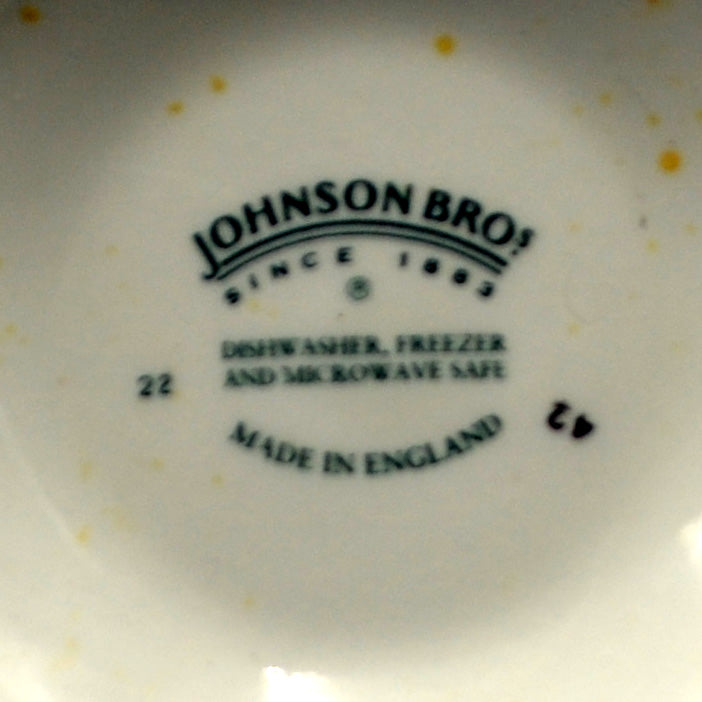 JOHNSON BROS
SINCE 1883
®
DISHWASHER, FREEZER
AND MICROWAVE SAFE
MADE IN ENGLAND
22
42